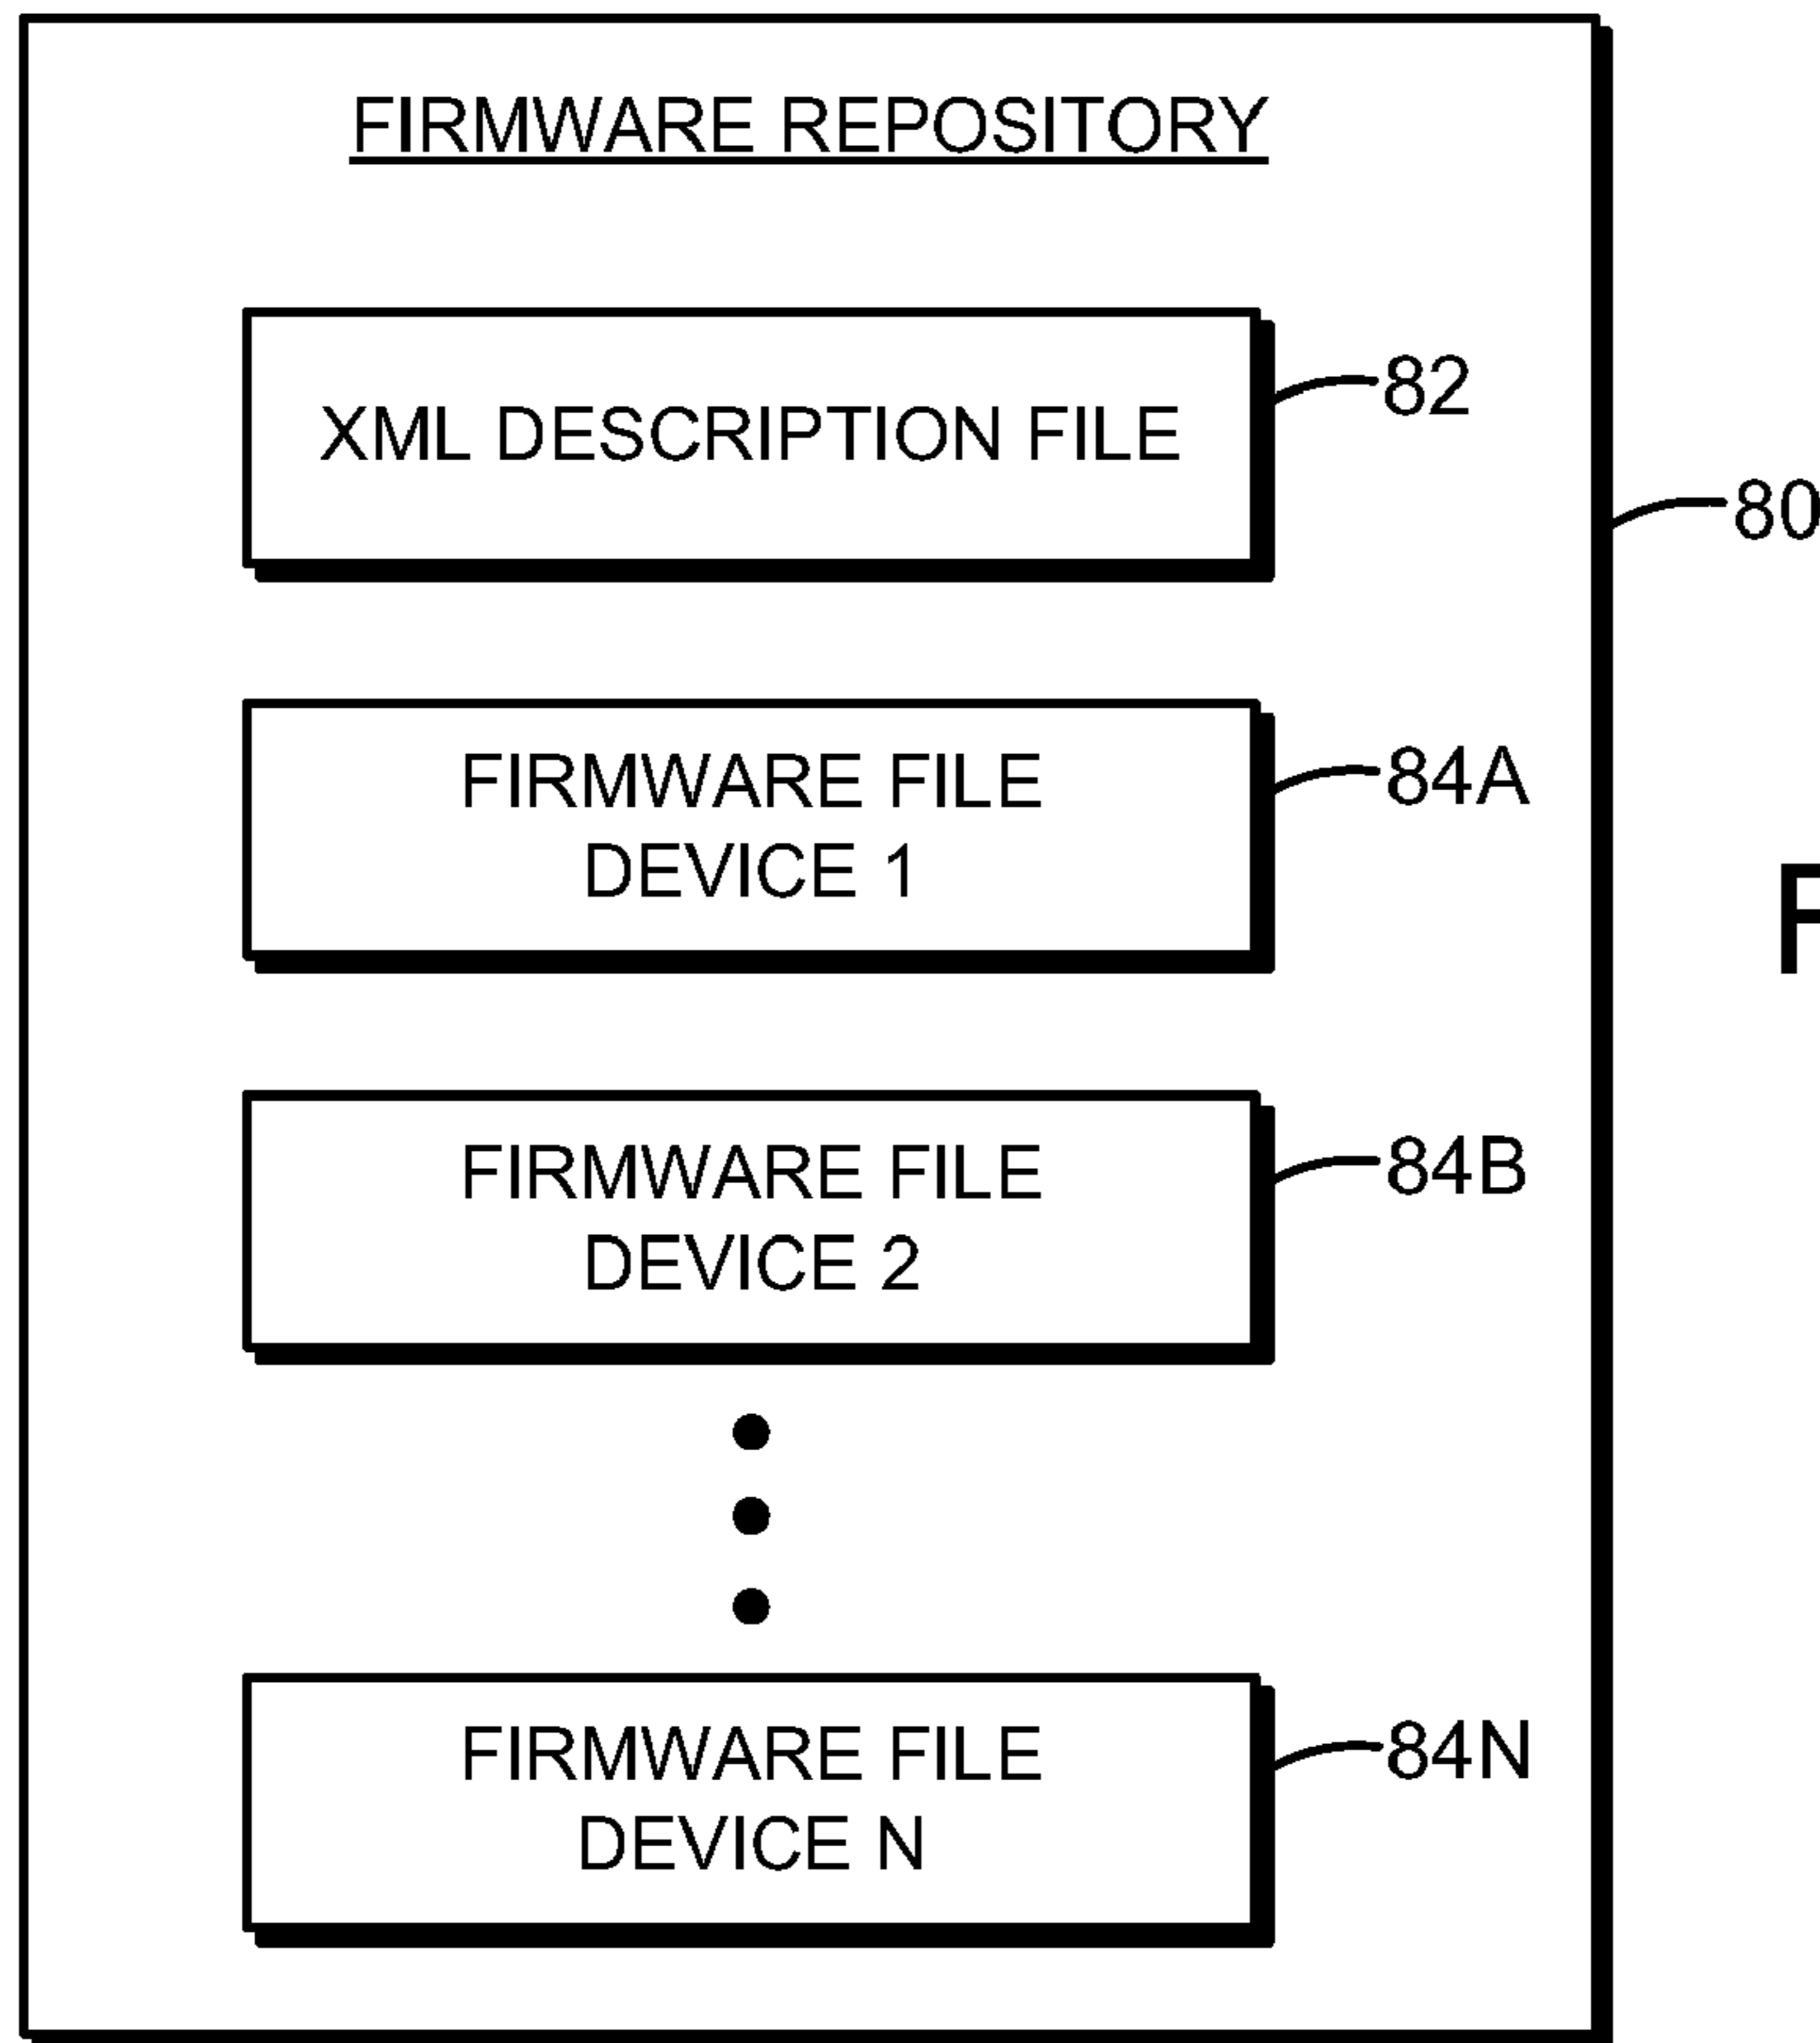 FIRMWARE REPOSITORY
XML DESCRIPTION FILE
82
80
FIRMWARE FILE
DEVICE 1
84A
F
FIRMWARE FILE
DEVICE 2
84B
FIRMWARE FILE
DEVICE N
84N